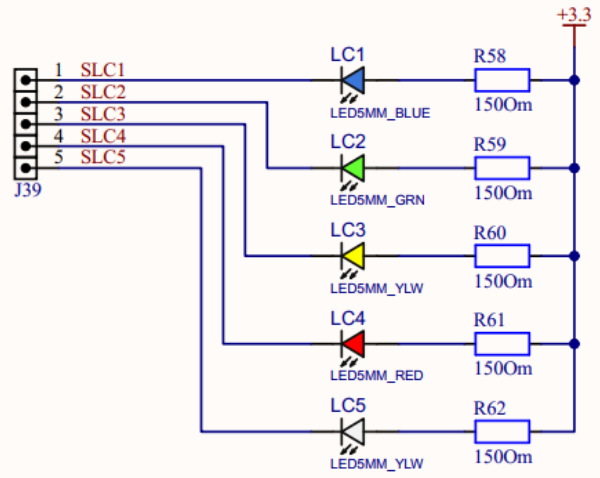 +3.3
1 SLC1
2 SLC2
3 SLC3
4 SLC4
5 SLC5
J39
LC1
LED5MM_BLUE
R58
150Om
LC2
LED5MM_GRN
R59
150Om
LC3
LED5MM_YLW
R60
150Om
LC4
LED5MM_RED
R61
150Om
LC5
LED5MM_YLW
R62
150Om